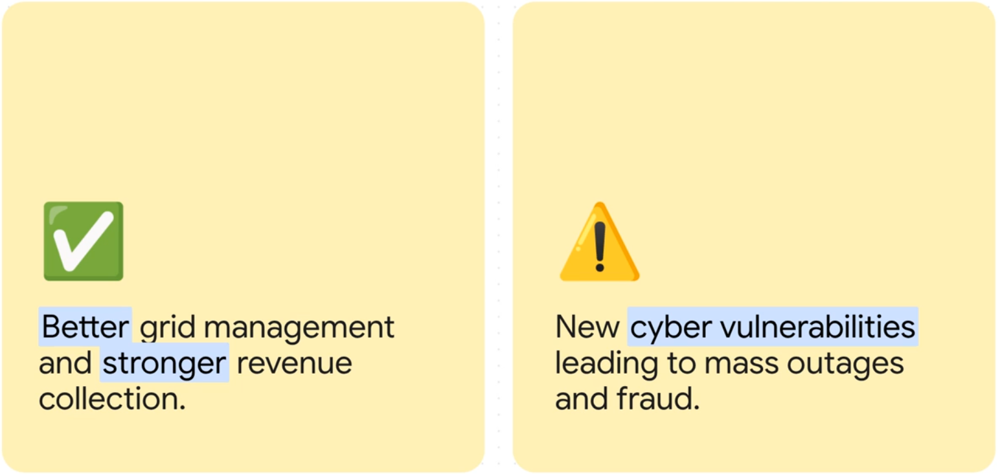 Better grid management
and stronger revenue
collection.
New cyber vulnerabilities
leading to mass outages
and fraud.